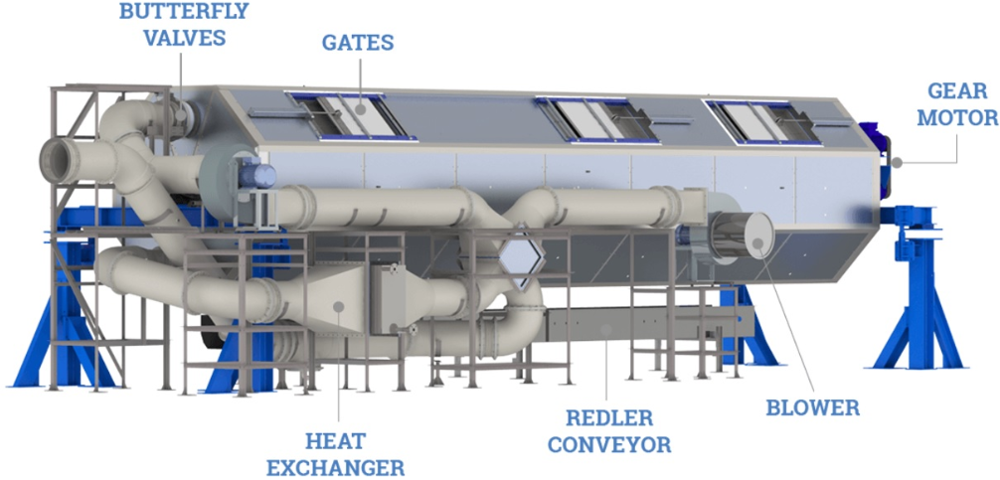 BUTTERFLY
VALVES
GATES
GEAR
MOTOR
HEAT
EXCHANGER
REDLER
CONVEYOR
BLOWER